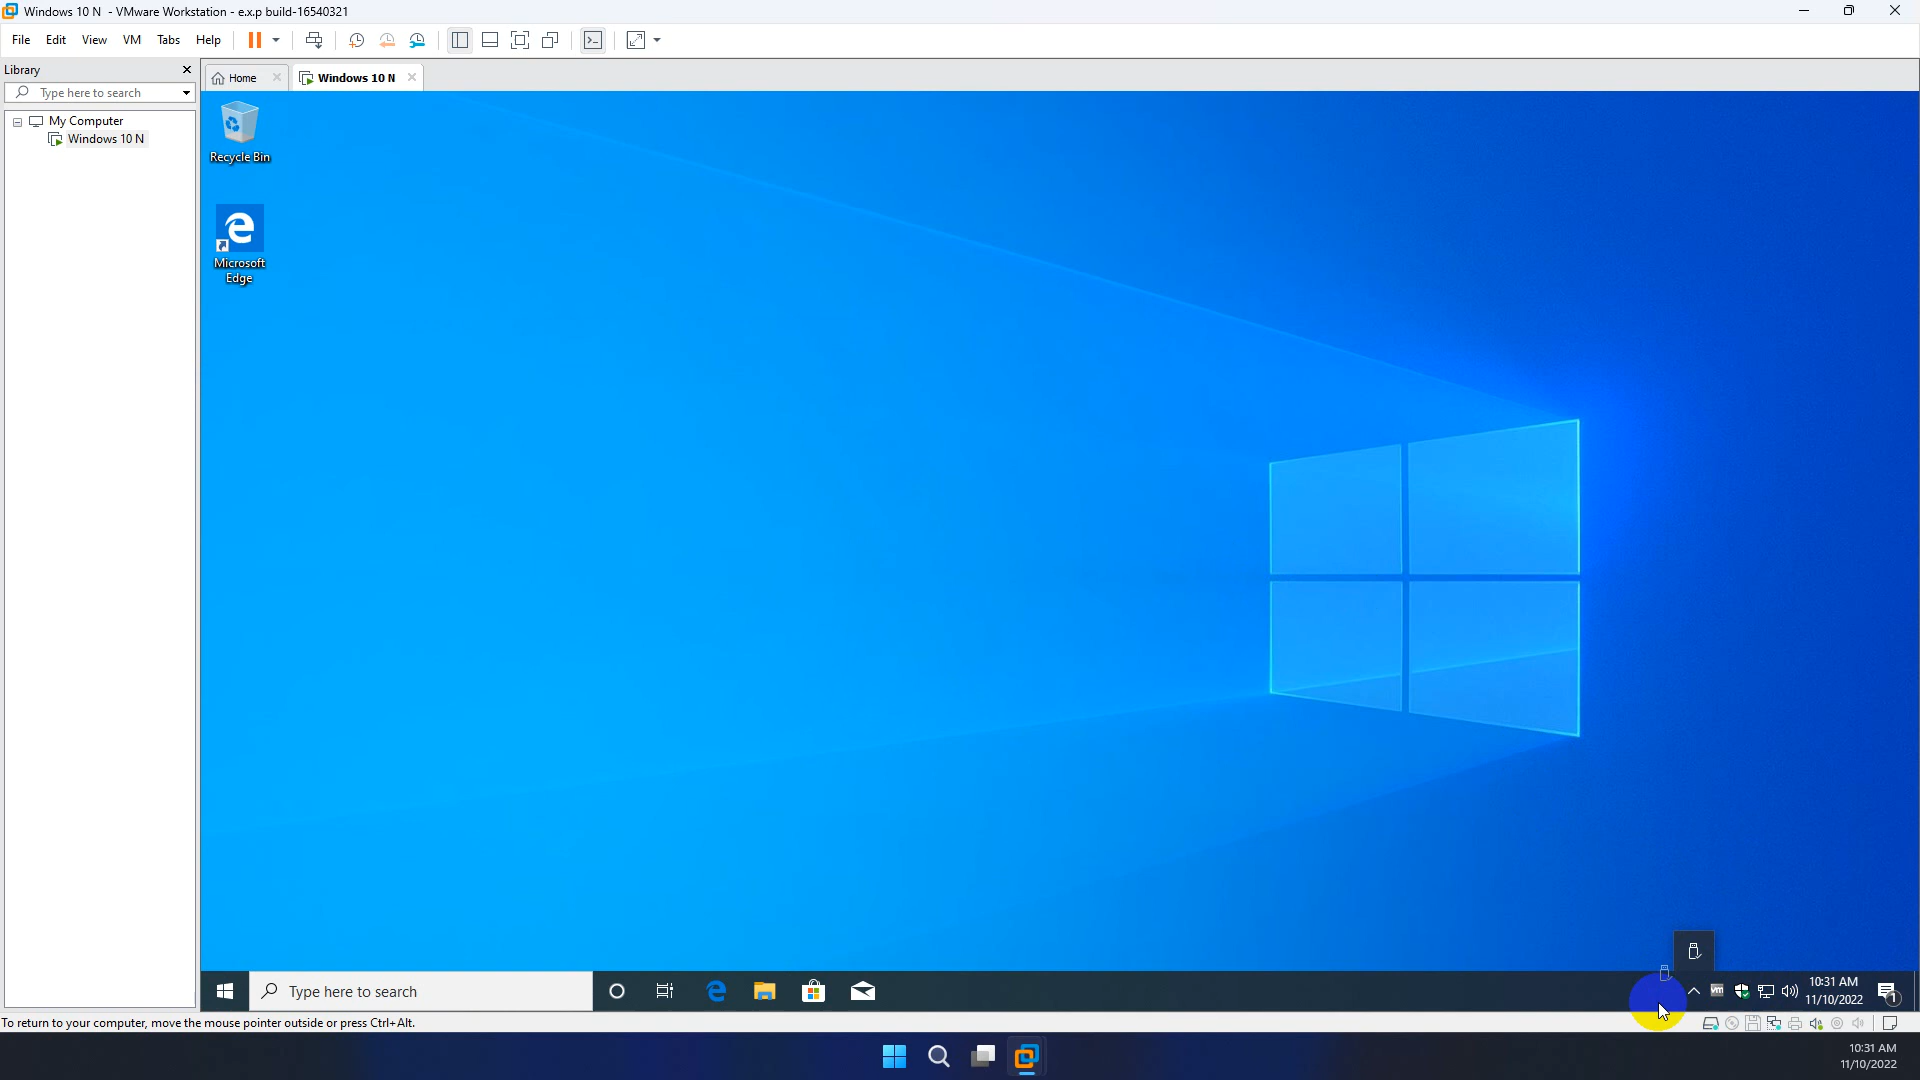 Windows 10 N - VMware Workstation - e.x.p build-16540321
File Edit View VM Tabs Help
Library
Home
Windows 10 N
Type here to search
My Computer
Windows 10 N
Recycle Bin
Microsoft
Edge
Type here to search
vm
10:31 AM
11/10/2022
1
To return to your computer, move the mouse pointer outside or press Ctrl+Alt.
10:31 AM
11/10/2022